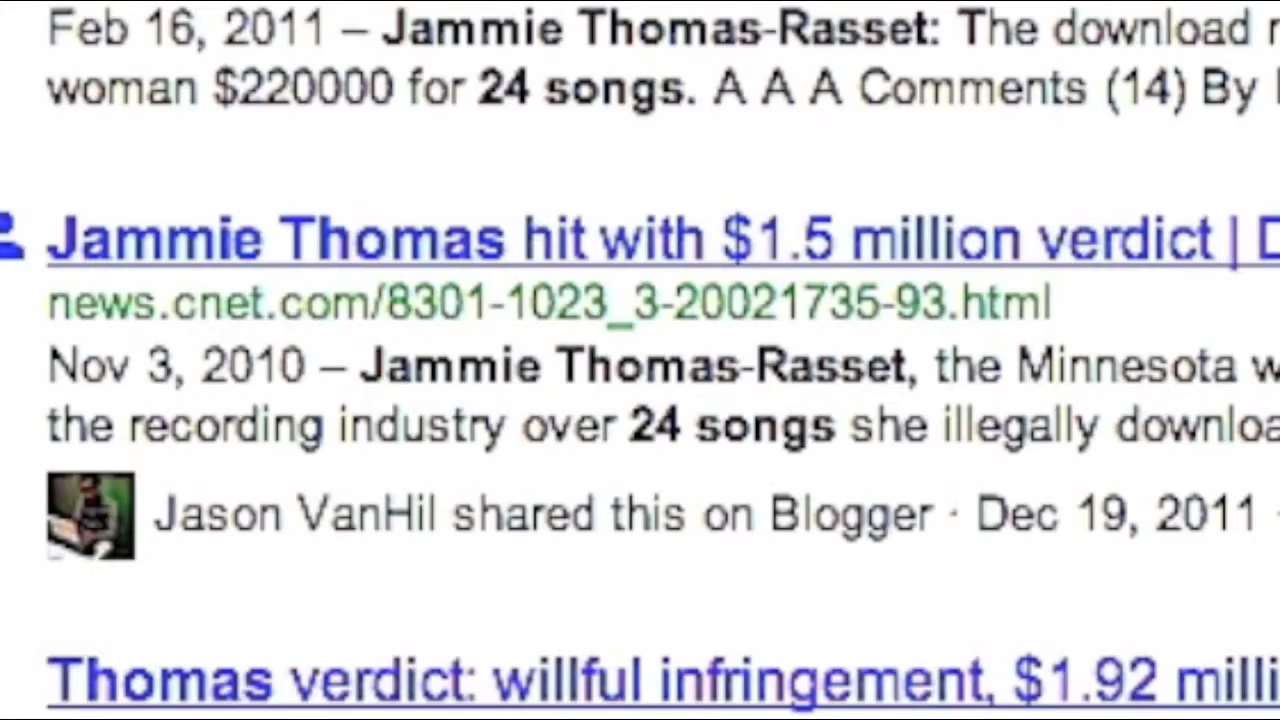 Feb 16, 2011 – Jammie Thomas-Rasset: The download
woman $220000 for 24 songs. A A A Comments (14) By
Jammie Thomas hit with $1.5 million verdict |
news.cnet.com/8301-1023_3-20021735-93.html
Nov 3, 2010 – Jammie Thomas-Rasset, the Minnesota
the recording industry over 24 songs she illegally
Jason VanHil shared this on Blogger · Dec 19, 2011
Thomas verdict: willful infringement, $1.92